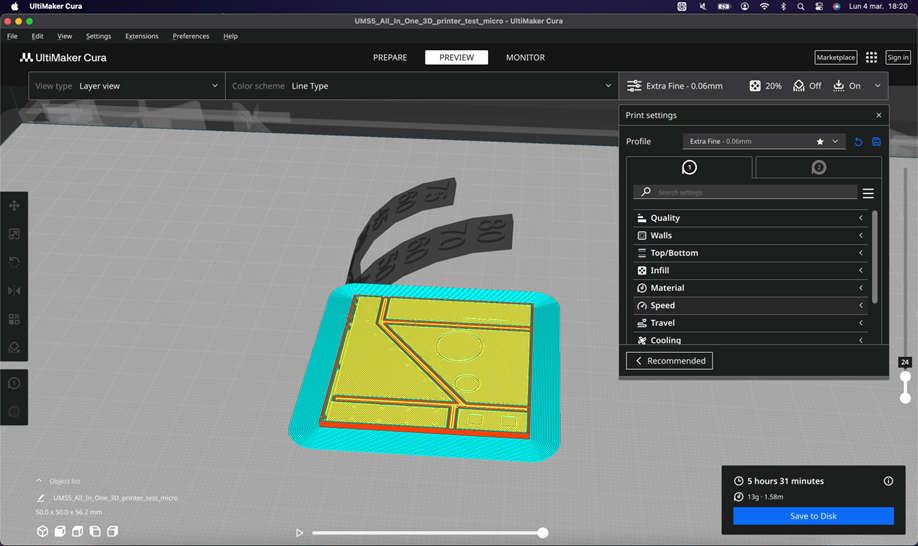 UltiMaker Cura
Lun 4 mar. 18:20
UMS5_All_In_One_3D_printer_test_micro - UltiMaker Cura
File Edit View Settings Extensions Preferences Help
UltiMaker Cura
PREPARE PREVIEW MONITOR
Marketplace
Sign in
View type Layer view
Color scheme Line Type
Extra Fine - 0.06mm 20% Off On
Print settings
Profile Extra Fine - 0.06mm
1 2
Search settings
Quality
Walls
Top/Bottom
Infill
Material
Speed
Travel
Cooling
Recommended
75
60
80
70
60
50
24
1
2
Object list
UMS5_All_In_One_3D_printer_test_micro
50.0 x 50.0 x 56.2 mm
5 hours 31 minutes
13g · 1.58m
Save to Disk